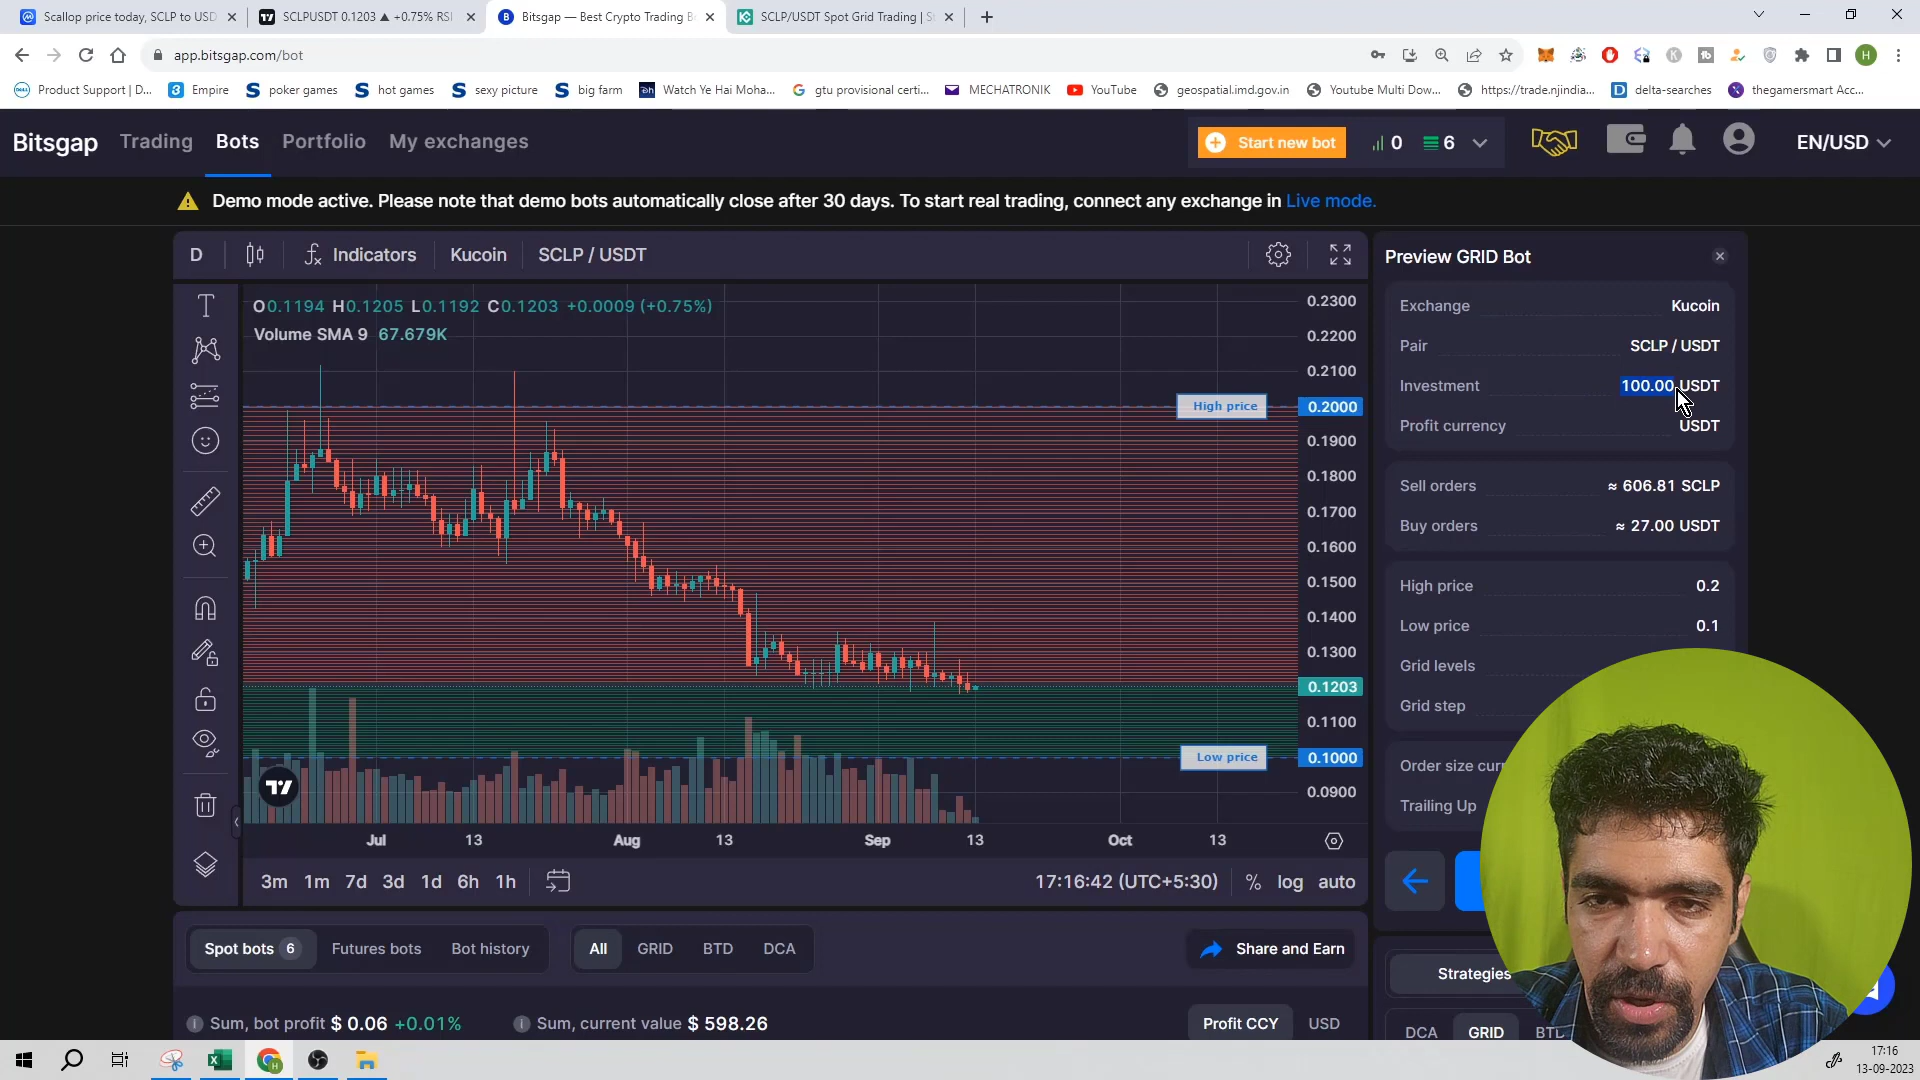 Scallop price today, SCLP to USD
SCLPUSDT 0.1203 ▲ +0.75% RSI
Bitsgap — Best Crypto Trading B
SCLP/USDT Spot Grid Trading | S
app.bitsgap.com/bot
Product Support | D...
Empire
poker games
hot games
sexy picture
big farm
Watch Ye Hai Moha...
gtu provisional certi...
MECHATRONIK
YouTube
geospatial.imd.gov.in
Youtube Multi Dow...
https://trade.njindia...
delta-searches
thegamersmart Acc...
Bitsgap Trading Bots Portfolio My exchanges
Start new bot
0 6
EN/USD
Demo mode active. Please note that demo bots automatically close after 30 days. To start real trading, connect any exchange in Live mode.
D Indicators Kucoin SCLP / USDT
O0.1194 H0.1205 L0.1192 C0.1203 +0.0009 (+0.75%)
Volume SMA 9 67.679K
0.2300
0.2200
0.2100
High price 0.2000
0.1900
0.1800
0.1700
0.1600
0.1500
0.1400
0.1300
0.1203
0.1100
Low price 0.1000
0.0900
Jul 13 Aug 13 Sep 13 Oct 13
3m 1m 7d 3d 1d 6h 1h
17:16:42 (UTC+5:30) % log auto
Preview GRID Bot
Exchange Kucoin
Pair SCLP / USDT
Investment 100.00 USDT
Profit currency USDT
Sell orders ≈ 606.81 SCLP
Buy orders ≈ 27.00 USDT
High price 0.2
Low price 0.1
Grid levels
Grid step
Order size curr
Trailing Up
Strategies
DCA GRID BTD
Spot bots 6 Futures bots Bot history
All GRID BTD DCA
Share and Earn
Sum, bot profit $ 0.06 +0.01%
Sum, current value $ 598.26
Profit CCY USD
17:16
13-09-2023